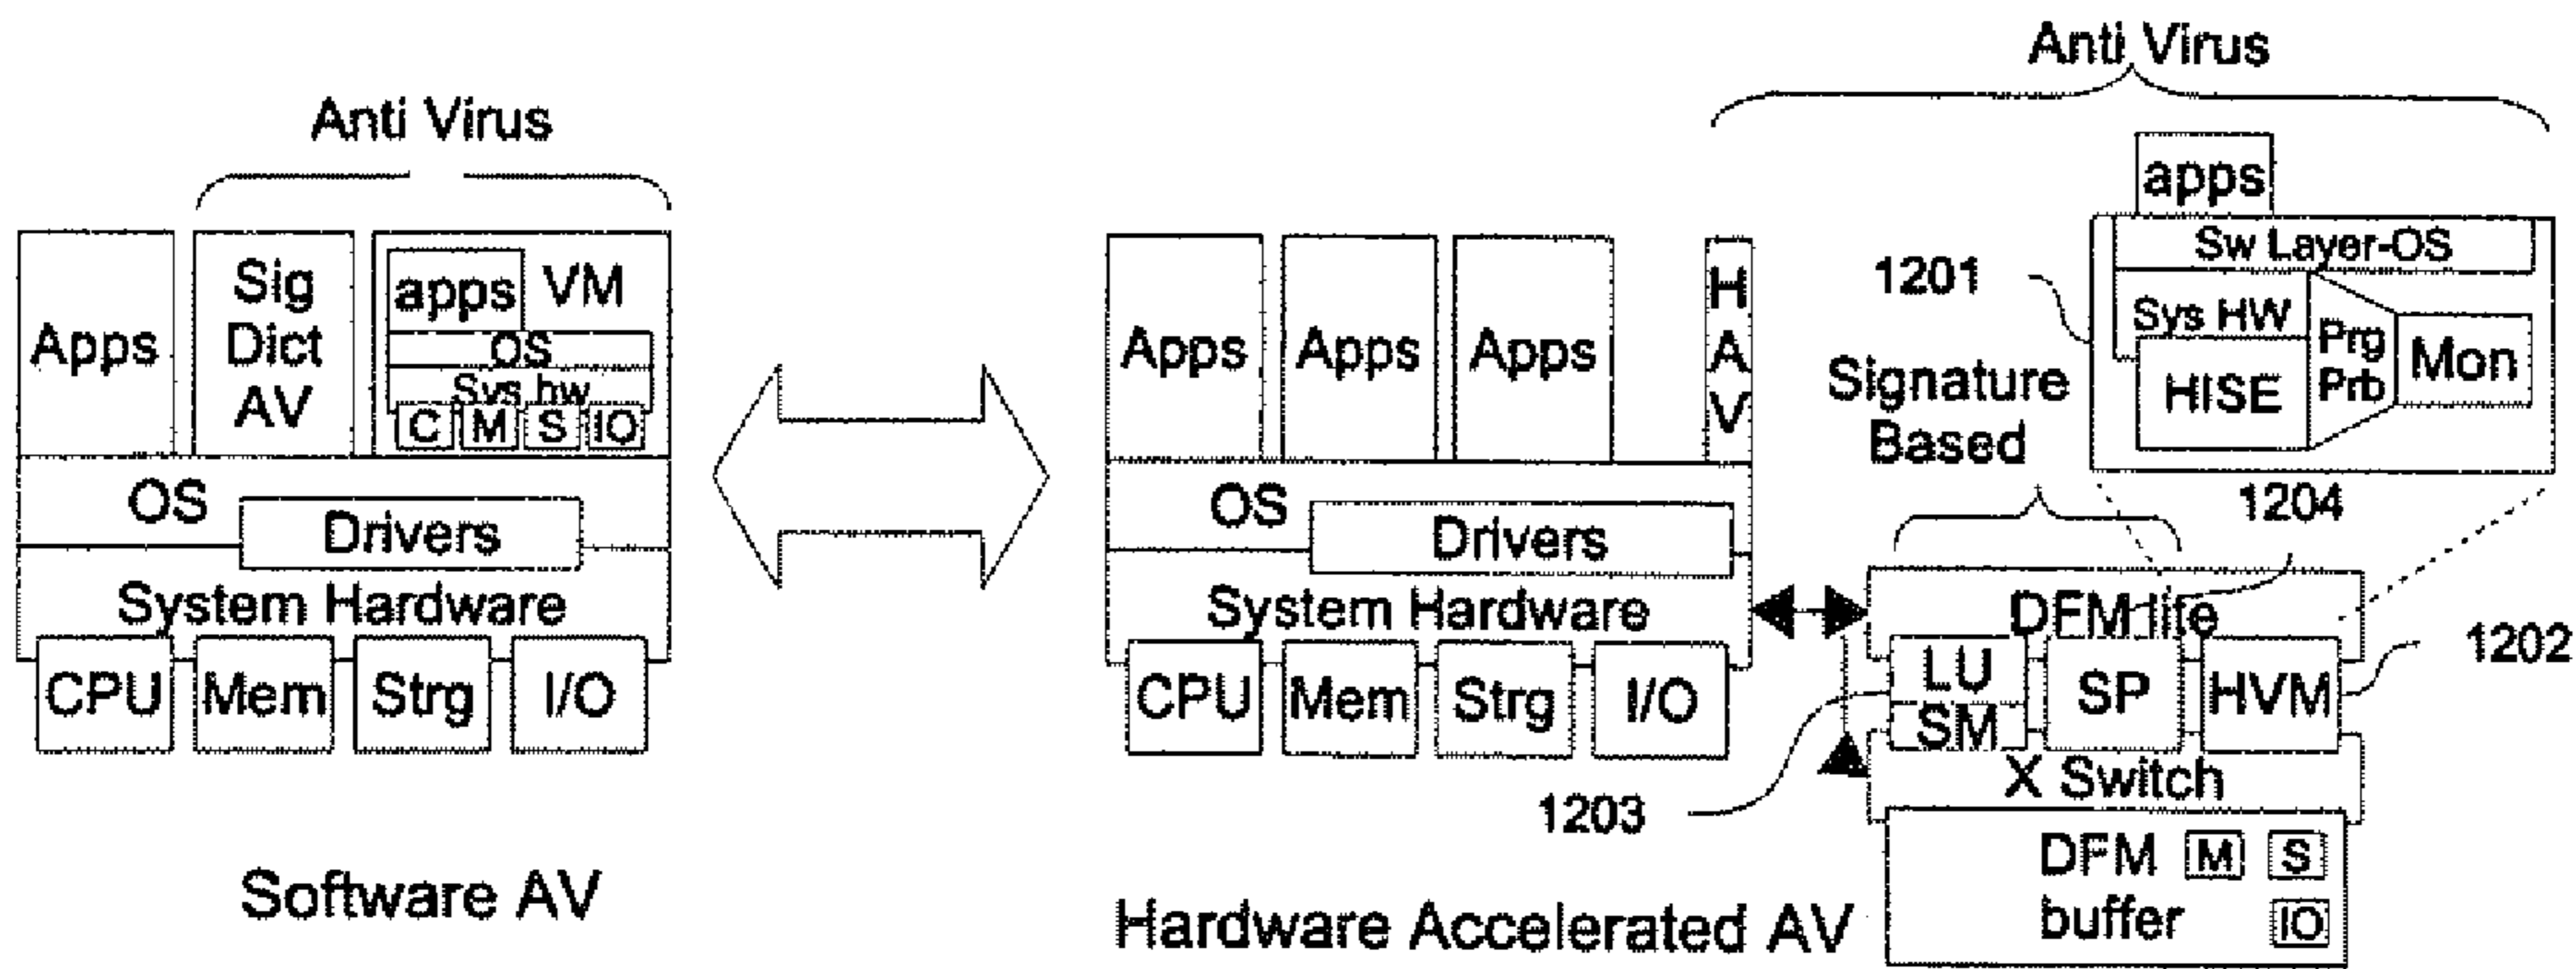 Anti Virus
Apps
Sig
Dict
AV
apps VM
OS
Sys hw
C M S IO
OS
Drivers
System Hardware
CPU Mem Strg I/O
Software AV
Anti Virus
Apps Apps Apps
H
A
V
OS
Drivers
System Hardware
CPU Mem Strg I/O
Hardware Accelerated AV
apps
Sw Layer-OS
1201
Sys HW
HISE
Prg
Prb
Mon
Signature
Based
1204
DFM life
LU
SM
SP
HVM
1202
X Switch
1203
DFM M S
buffer IO